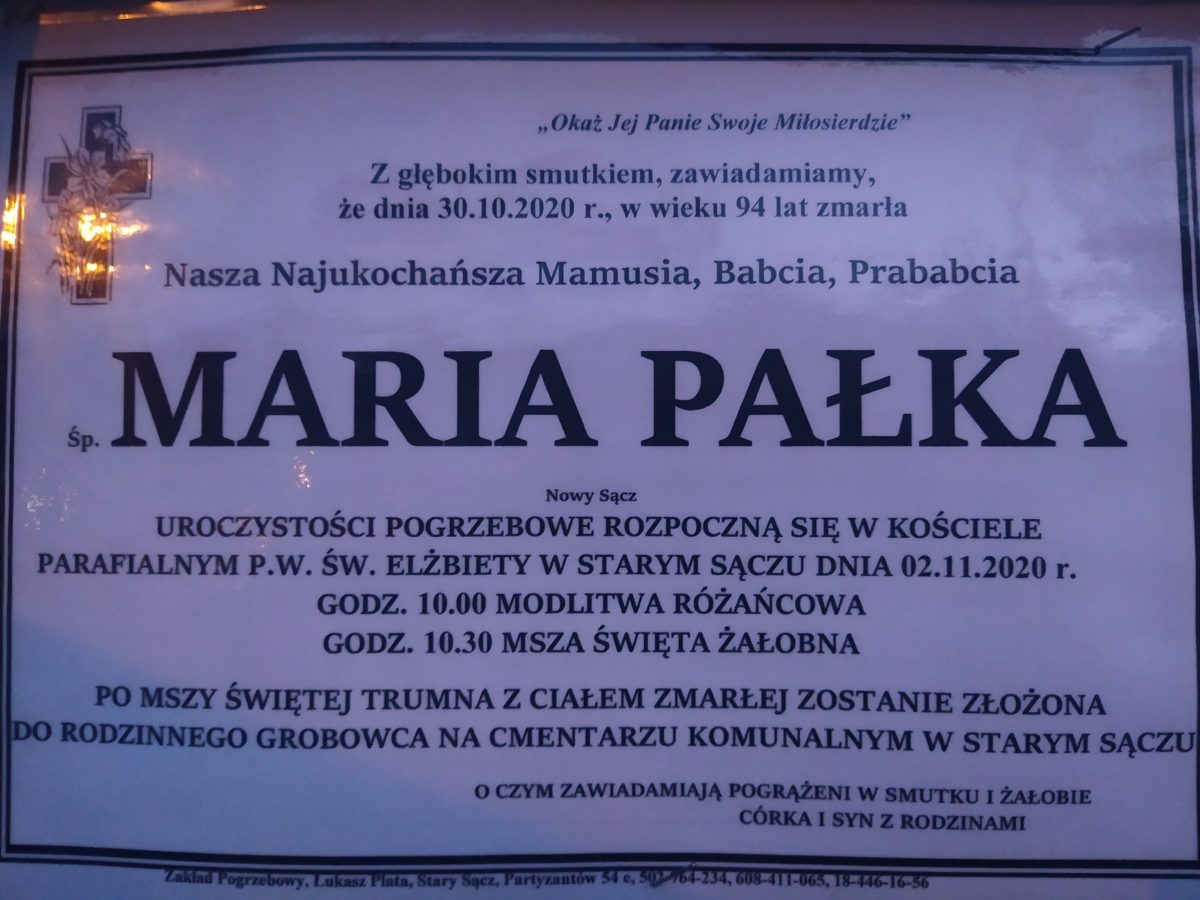 „Okaż Jej Panie Swoje Miłosierdzie”
Z głębokim smutkiem, zawiadamiamy,
że dnia 30.10.2020 r., w wieku 94 lat zmarła
Nasza Najukochańsza Mamusia, Babcia, Prababcia
Śp. MARIA PAŁKA
Nowy Sącz
UROCZYSTOŚCI POGRZEBOWE ROZPOCZNĄ SIĘ W KOŚCIELE
PARAFIALNYM P.W. ŚW. ELŻBIETY W STARYM SĄCZU DNIA 02.11.2020 r.
GODZ. 10.00 MODLITWA RÓŻAŃCOWA
GODZ. 10.30 MSZA ŚWIĘTA ŻAŁOBNA
PO MSZY ŚWIĘTEJ TRUMNA Z CIAŁEM ZMARŁEJ ZOSTANIE ZŁOŻONA
DO RODZINNEGO GROBOWCA NA CMENTARZU KOMUNALNYM W STARYM SĄCZU
O CZYM ZAWIADAMIAJĄ POGRĄŻENI W SMUTKU I ŻAŁOBIE
CÓRKA I SYN Z RODZINAMI
Zakład Pogrzebowy, Łukasz Plata, Stary Sącz, Partyzantów 54 e, 608-411-065, 18-446-16-56